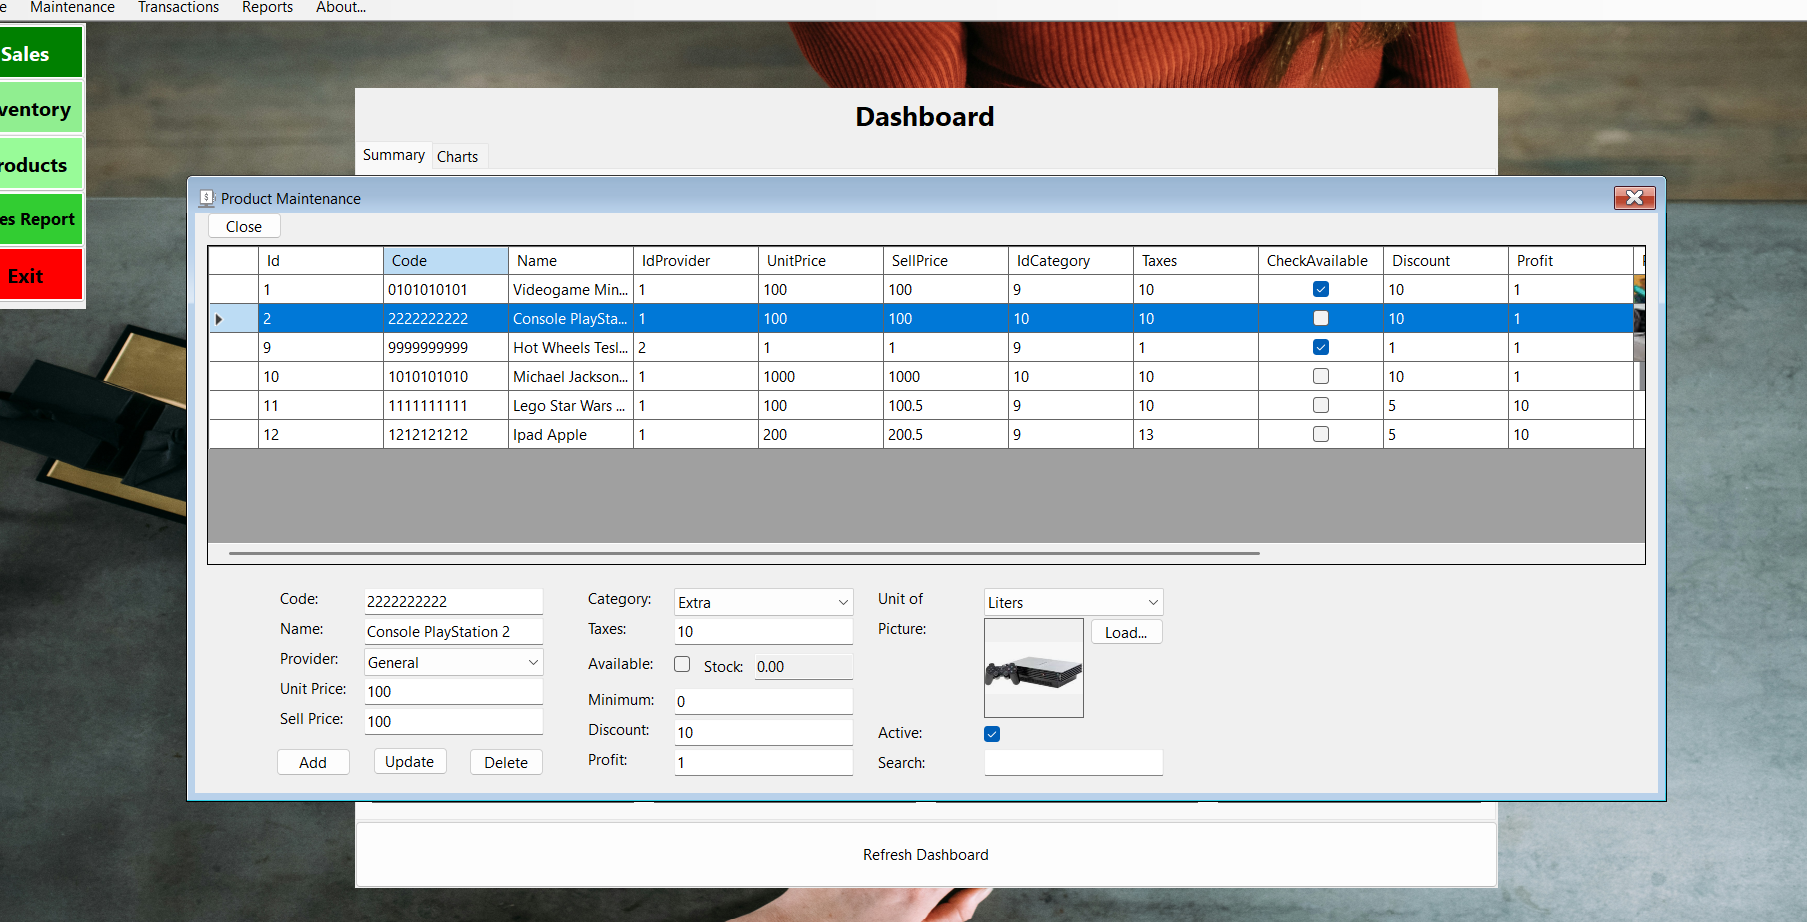 e Maintenance Transactions Reports About...
Sales
ventory
roducts
es Report
Exit
Dashboard
Summary Charts
Product Maintenance
Close
Id Code Name IdProvider UnitPrice SellPrice IdCategory Taxes CheckAvailable Discount Profit
1 0101010101 Videogame Min... 1 100 100 9 10 10 1
2 2222222222 Console PlaySta... 1 100 100 10 10 10 1
9 9999999999 Hot Wheels Tesl... 2 1 1 9 1 1 1
10 1010101010 Michael Jackson... 1 1000 1000 10 10 10 1
11 1111111111 Lego Star Wars ... 1 100 100.5 9 10 5 10
12 1212121212 Ipad Apple 1 200 200.5 9 13 5 10
Code: 2222222222 Category: Extra Unit of Liters
Name: Console PlayStation 2 Taxes: 10 Picture: Load...
Provider: General Available: Stock: 0.00
Unit Price: 100 Minimum: 0
Sell Price: 100 Discount: 10 Active:
Add Update Delete Profit: 1 Search:
Refresh Dashboard